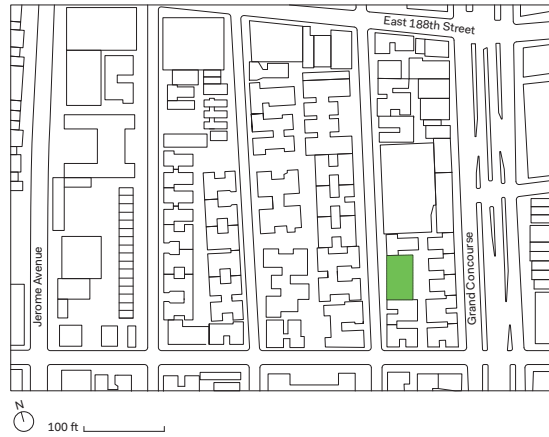 East 188th Street
Jerome Avenue
Grand Concourse
N
100 ft